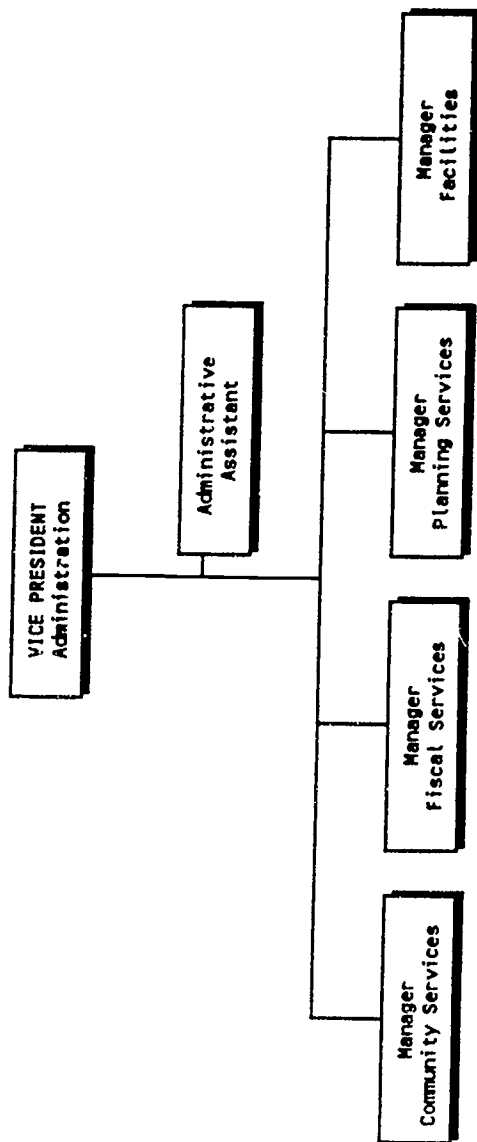 VICE PRESIDENT
Administration
Administrative
Assistant
Manager
Community Services
Manager
Fiscal Services
Manager
Planning Services
Manager
Facilities